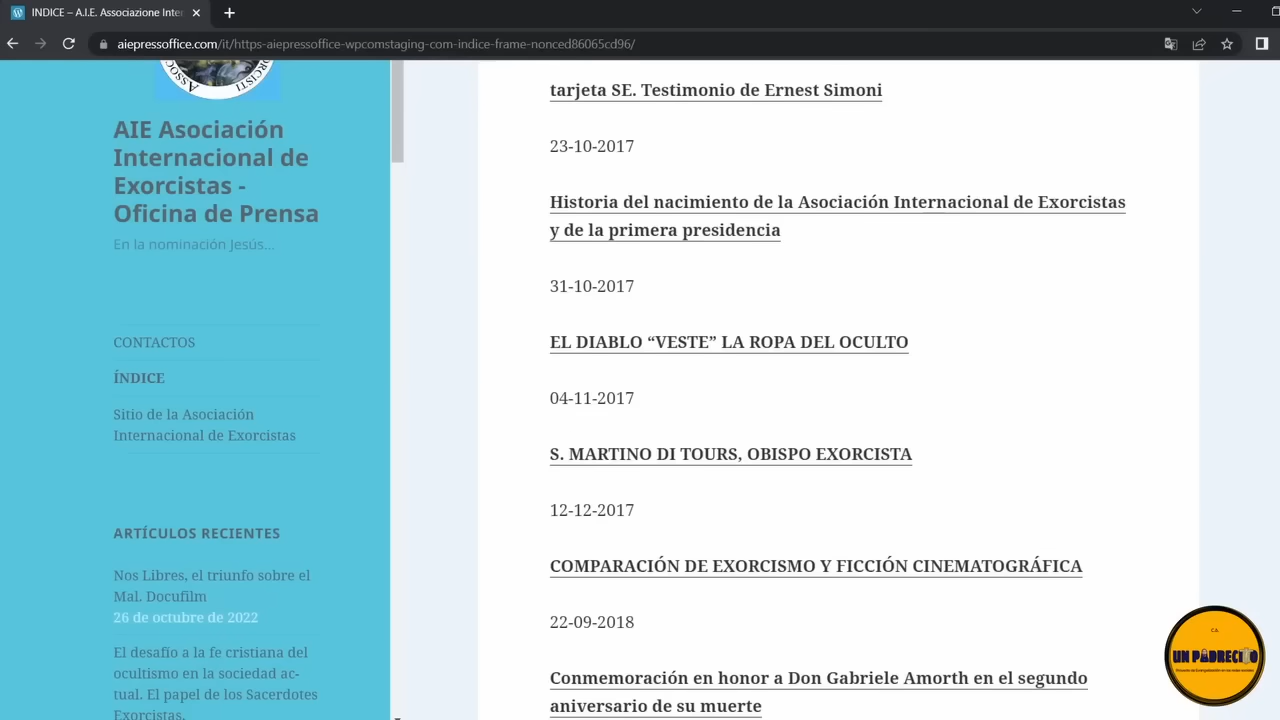 INDICE – A.I.E. Associazione Inter
aiepressoffice.com/it/https-aiepressoffice-wpcomstaging-com-indice-frame-nonced86065cd96/
AIE Asociación
Internacional de
Exorcistas -
Oficina de Prensa
En la nominación Jesús...
CONTACTOS
ÍNDICE
Sitio de la Asociación
Internacional de Exorcistas
ARTÍCULOS RECIENTES
Nos Libres, el triunfo sobre el
Mal. Docufilm
26 de octubre de 2022
El desafío a la fe cristiana del
ocultismo en la sociedad ac-
tual. El papel de los Sacerdotes
Exorcistas.
tarjeta SE. Testimonio de Ernest Simoni
23-10-2017
Historia del nacimiento de la Asociación Internacional de Exorcistas
y de la primera presidencia
31-10-2017
EL DIABLO “VESTE” LA ROPA DEL OCULTO
04-11-2017
S. MARTINO DI TOURS, OBISPO EXORCISTA
12-12-2017
COMPARACIÓN DE EXORCISMO Y FICCIÓN CINEMATOGRÁFICA
22-09-2018
Conmemoración en honor a Don Gabriele Amorth en el segundo
aniversario de su muerte
C.A.
UN PADRECITO